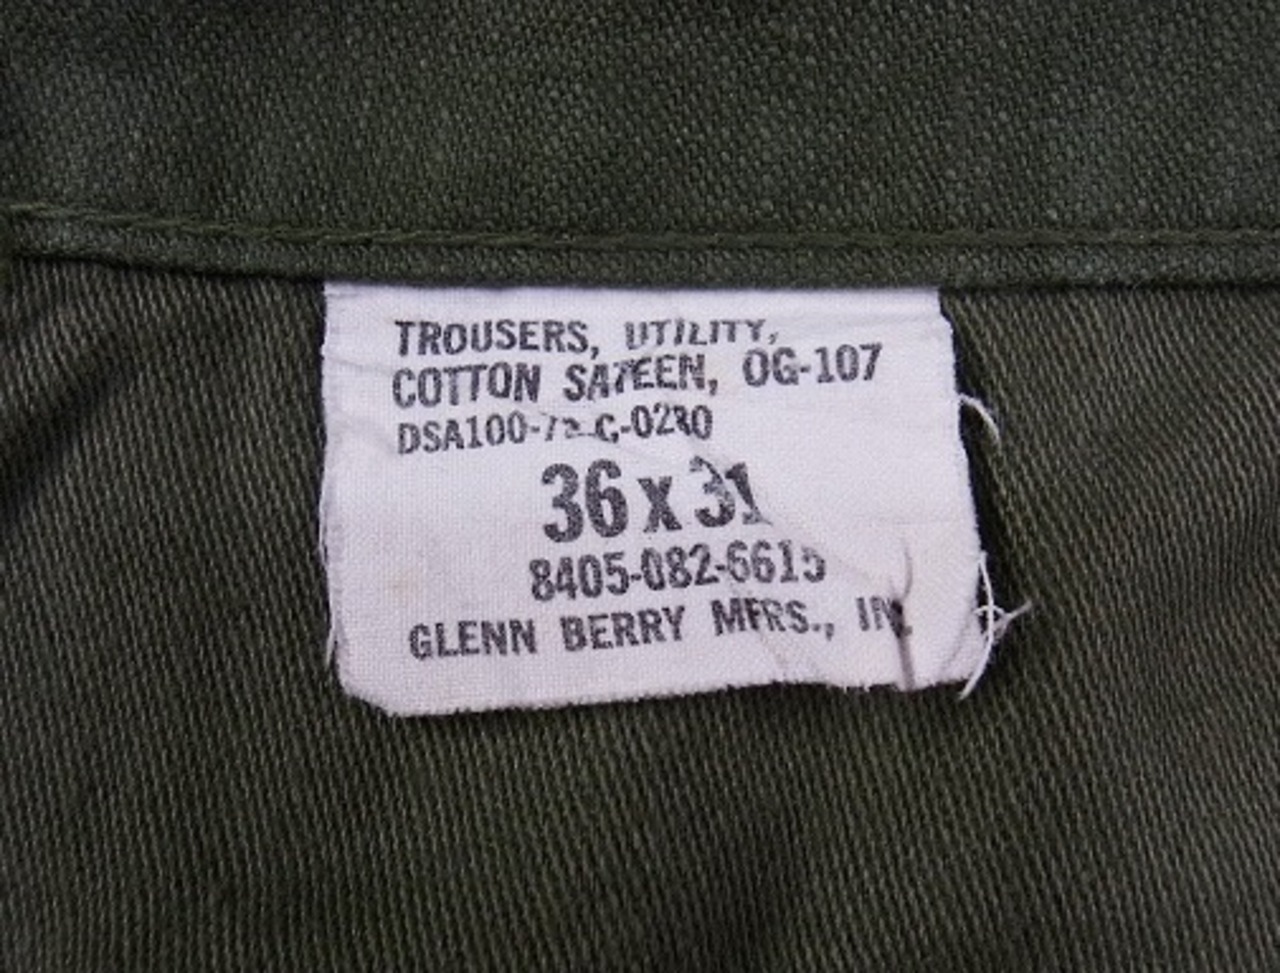 TROUSERS, UTILITY,
COTTON SATEEN, OG-107
36 x 31
8405-082-6615
GLENN BERRY MFRS.,